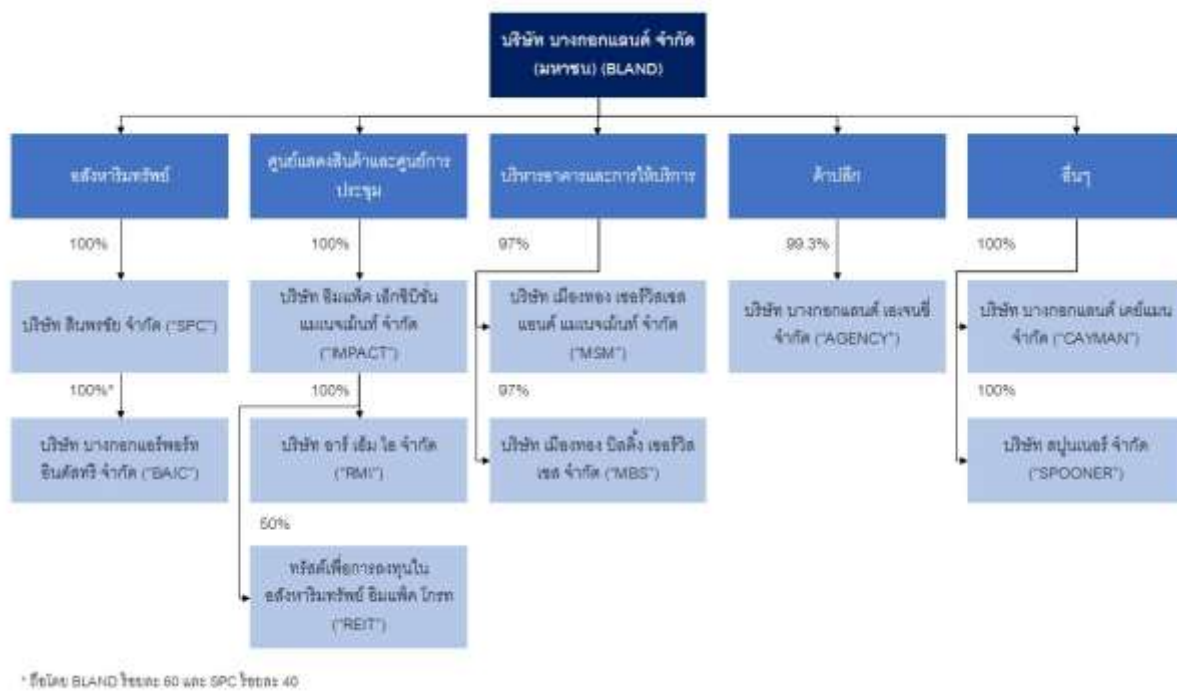 บริษัท บางกอกแลนด์ จำกัด
(มหาชน) (BLAND)
อสังหาริมทรัพย์
ศูนย์แสดงสินค้าและศูนย์การ
ประชุม
บริหารอาคารและการให้บริการ
ค้าปลีก
อื่นๆ
100%
100%
97%
99.3%
100%
บริษัท สินพรชัย จำกัด ("SPC")
บริษัท อิมแพ็ค เอ็กซิบิชั่น
แมเนจเม้นท์ จำกัด
("IMPACT")
บริษัท เมืองทอง เซอร์วิสเซส
แอนด์ แมเนจเม้นท์ จำกัด
("MSM")
บริษัท บางกอกแลนด์ เอเจนซี่
จำกัด ("AGENCY")
บริษัท บางกอกแลนด์ เคย์แมน
จำกัด ("CAYMAN")
100%*
100%
97%
100%
บริษัท บางกอกแอร์พอร์ท
อินดัสทรี จำกัด ("BAIC")
บริษัท อาร์ เอ็ม ไอ จำกัด
("RMI")
บริษัท เมืองทอง บิลดิ้ง เซอร์วิส
เซส จำกัด ("MBS")
บริษัท สปูนเนอร์ จำกัด
("SPOONER")
50%
ทรัสต์เพื่อการลงทุนใน
อสังหาริมทรัพย์ อิมแพ็ค โกรท
("REIT")
* ถือโดย BLAND ร้อยละ 60 และ SPC ร้อยละ 40